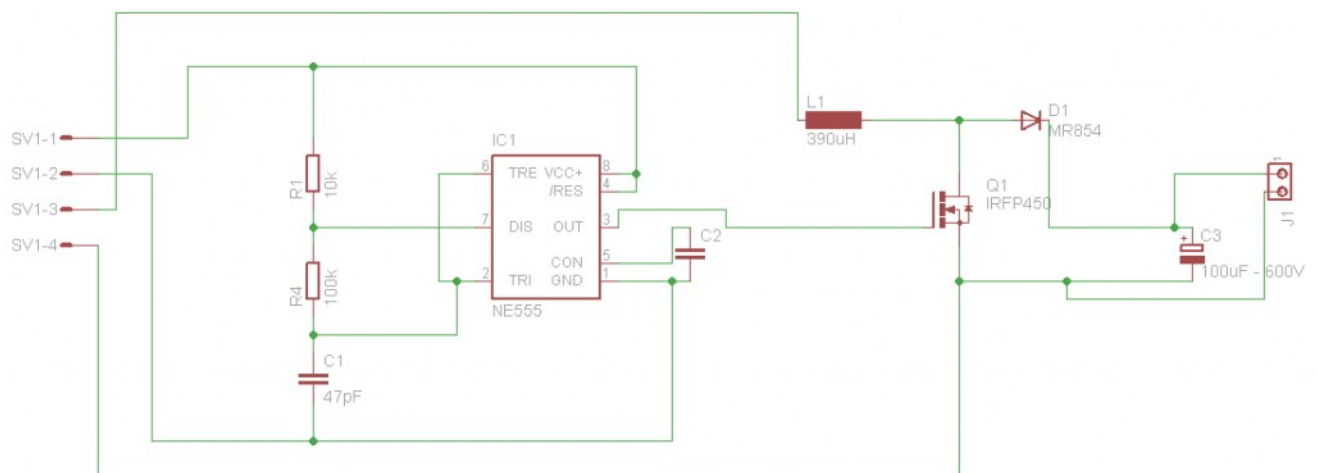 L1
390uH
D1
MR854
SV1-1
SV1-2
SV1-3
SV1-4
R1
10k
R4
100k
C1
47pF
IC1
6 TRE VCC+ 8
/RES 4
7 DIS OUT 3
CON 5
2 TRI GND 1
NE555
C2
Q1
IRFP450
C3
+
100uF - 600V
1
J1